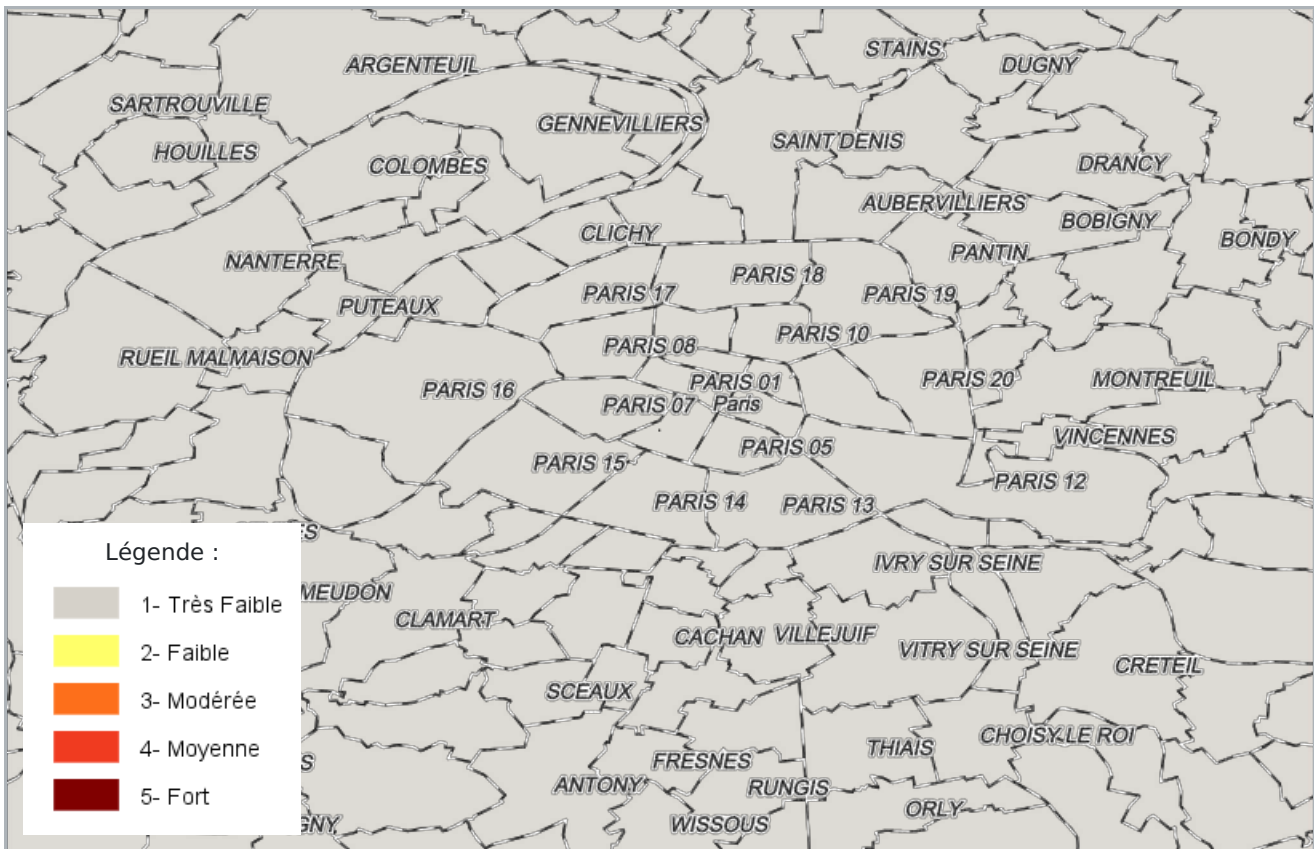 STAINS
DUGNY
ARGENTEUIL
SARTROUVILLE
GENNEVILLIERS
SAINT DENIS
HOUILLES
COLOMBES
DRANCY
AUBERVILLIERS
BOBIGNY
CLICHY
BONDY
NANTERRE
PANTIN
PARIS 18
PARIS 17
PARIS 19
PUTEAUX
PARIS 10
PARIS 08
RUEIL MALMAISON
PARIS 01
PARIS 16
PARIS 20
MONTREUIL
PARIS 07
Paris
VINCENNES
PARIS 05
PARIS 15
PARIS 12
PARIS 14
PARIS 13
IVRY SUR SEINE
MEUDON
CLAMART
CACHAN
VILLEJUIF
VITRY SUR SEINE
CRETEIL
SCEAUX
CHOISY LE ROI
THIAIS
FRESNES
ANTONY
RUNGIS
ORLY
WISSOUS
Légende :
1- Très Faible
2- Faible
3- Modérée
4- Moyenne
5- Fort